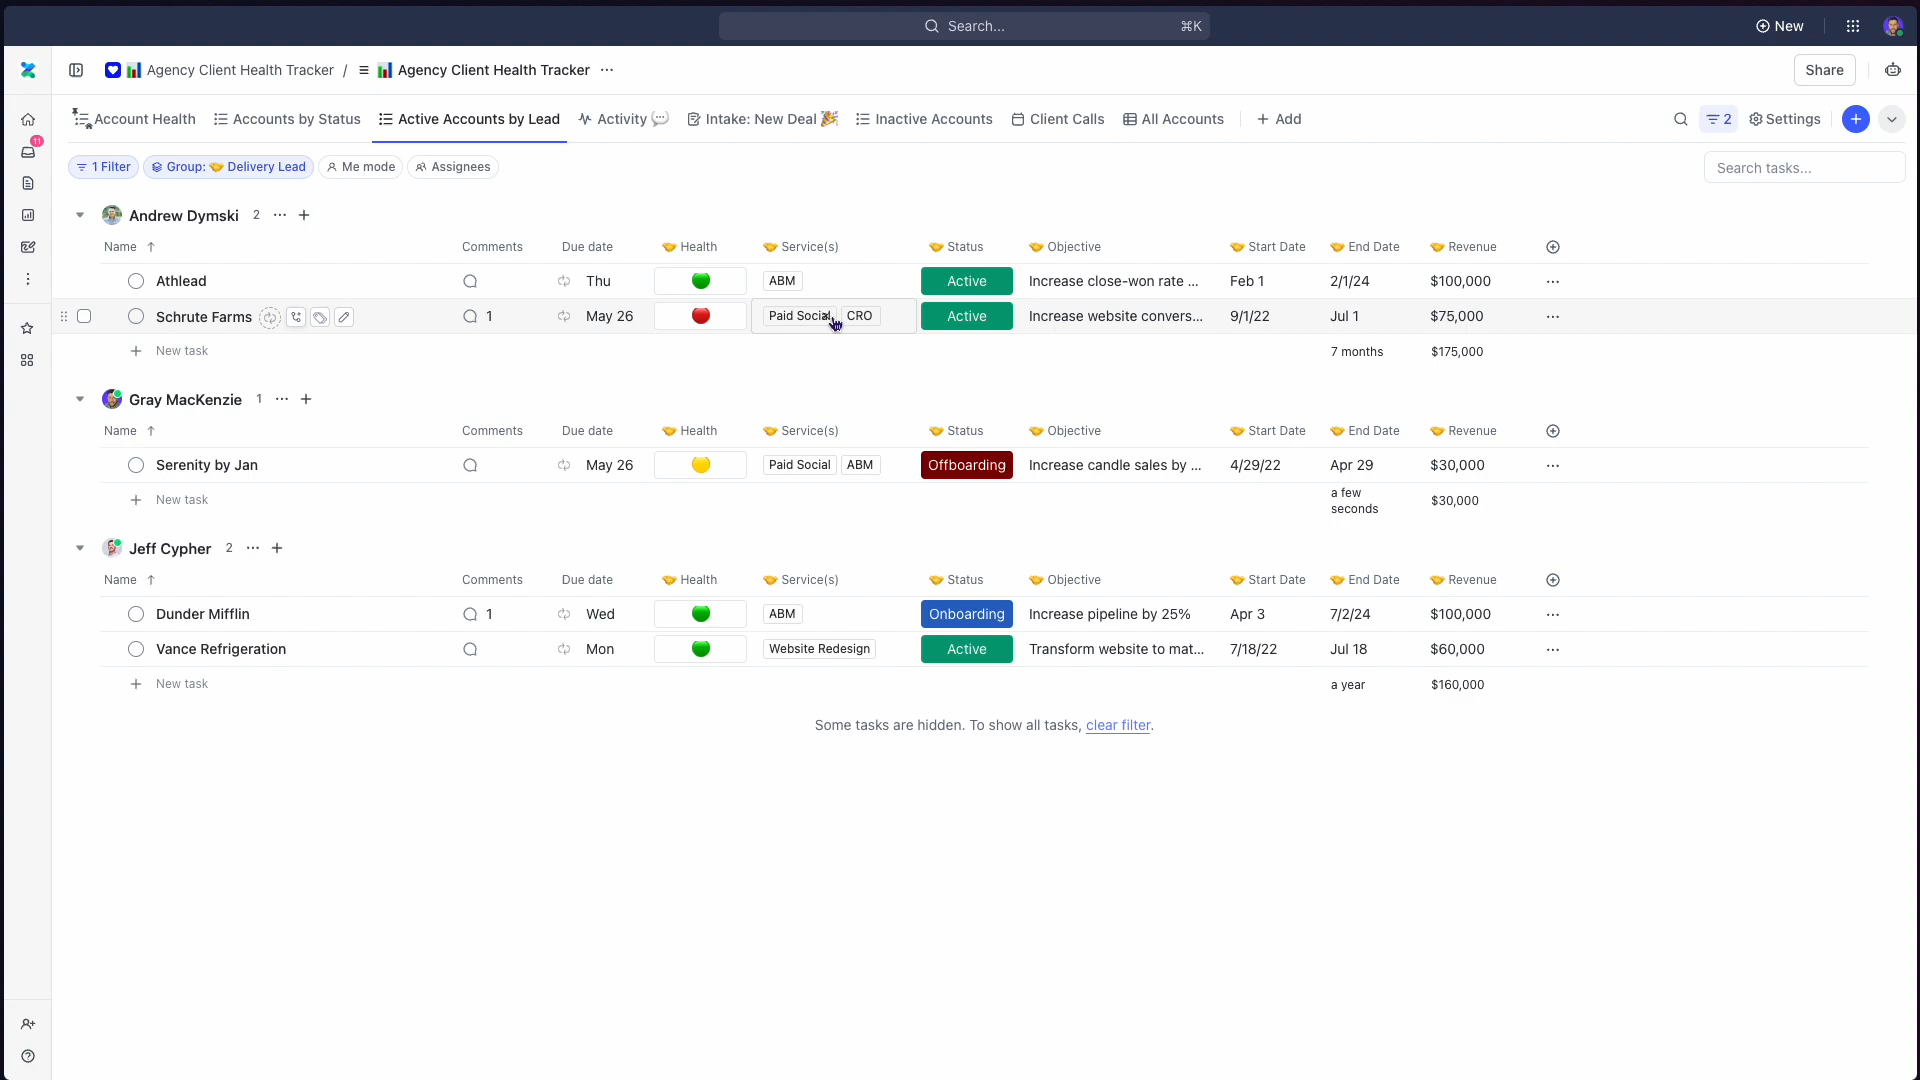 Search... ⌘K
New
Agency Client Health Tracker / Agency Client Health Tracker ...
Share
Account Health Accounts by Status Active Accounts by Lead Activity Intake: New Deal Inactive Accounts Client Calls All Accounts + Add
2 Settings
11
1 Filter Group: Delivery Lead Me mode Assignees
Search tasks...
Andrew Dymski 2 ... +
Name ↑ Comments Due date Health Service(s) Status Objective Start Date End Date Revenue
Athlead Thu ABM Active Increase close-won rate ... Feb 1 2/1/24 $100,000 ...
Schrute Farms 1 May 26 Paid Social CRO Active Increase website convers... 9/1/22 Jul 1 $75,000 ...
+ New task 7 months $175,000
Gray MacKenzie 1 ... +
Name ↑ Comments Due date Health Service(s) Status Objective Start Date End Date Revenue
Serenity by Jan May 26 Paid Social ABM Offboarding Increase candle sales by ... 4/29/22 Apr 29 $30,000 ...
+ New task a few seconds $30,000
Jeff Cypher 2 ... +
Name ↑ Comments Due date Health Service(s) Status Objective Start Date End Date Revenue
Dunder Mifflin 1 Wed ABM Onboarding Increase pipeline by 25% Apr 3 7/2/24 $100,000 ...
Vance Refrigeration Mon Website Redesign Active Transform website to mat... 7/18/22 Jul 18 $60,000 ...
+ New task a year $160,000
Some tasks are hidden. To show all tasks, clear filter.